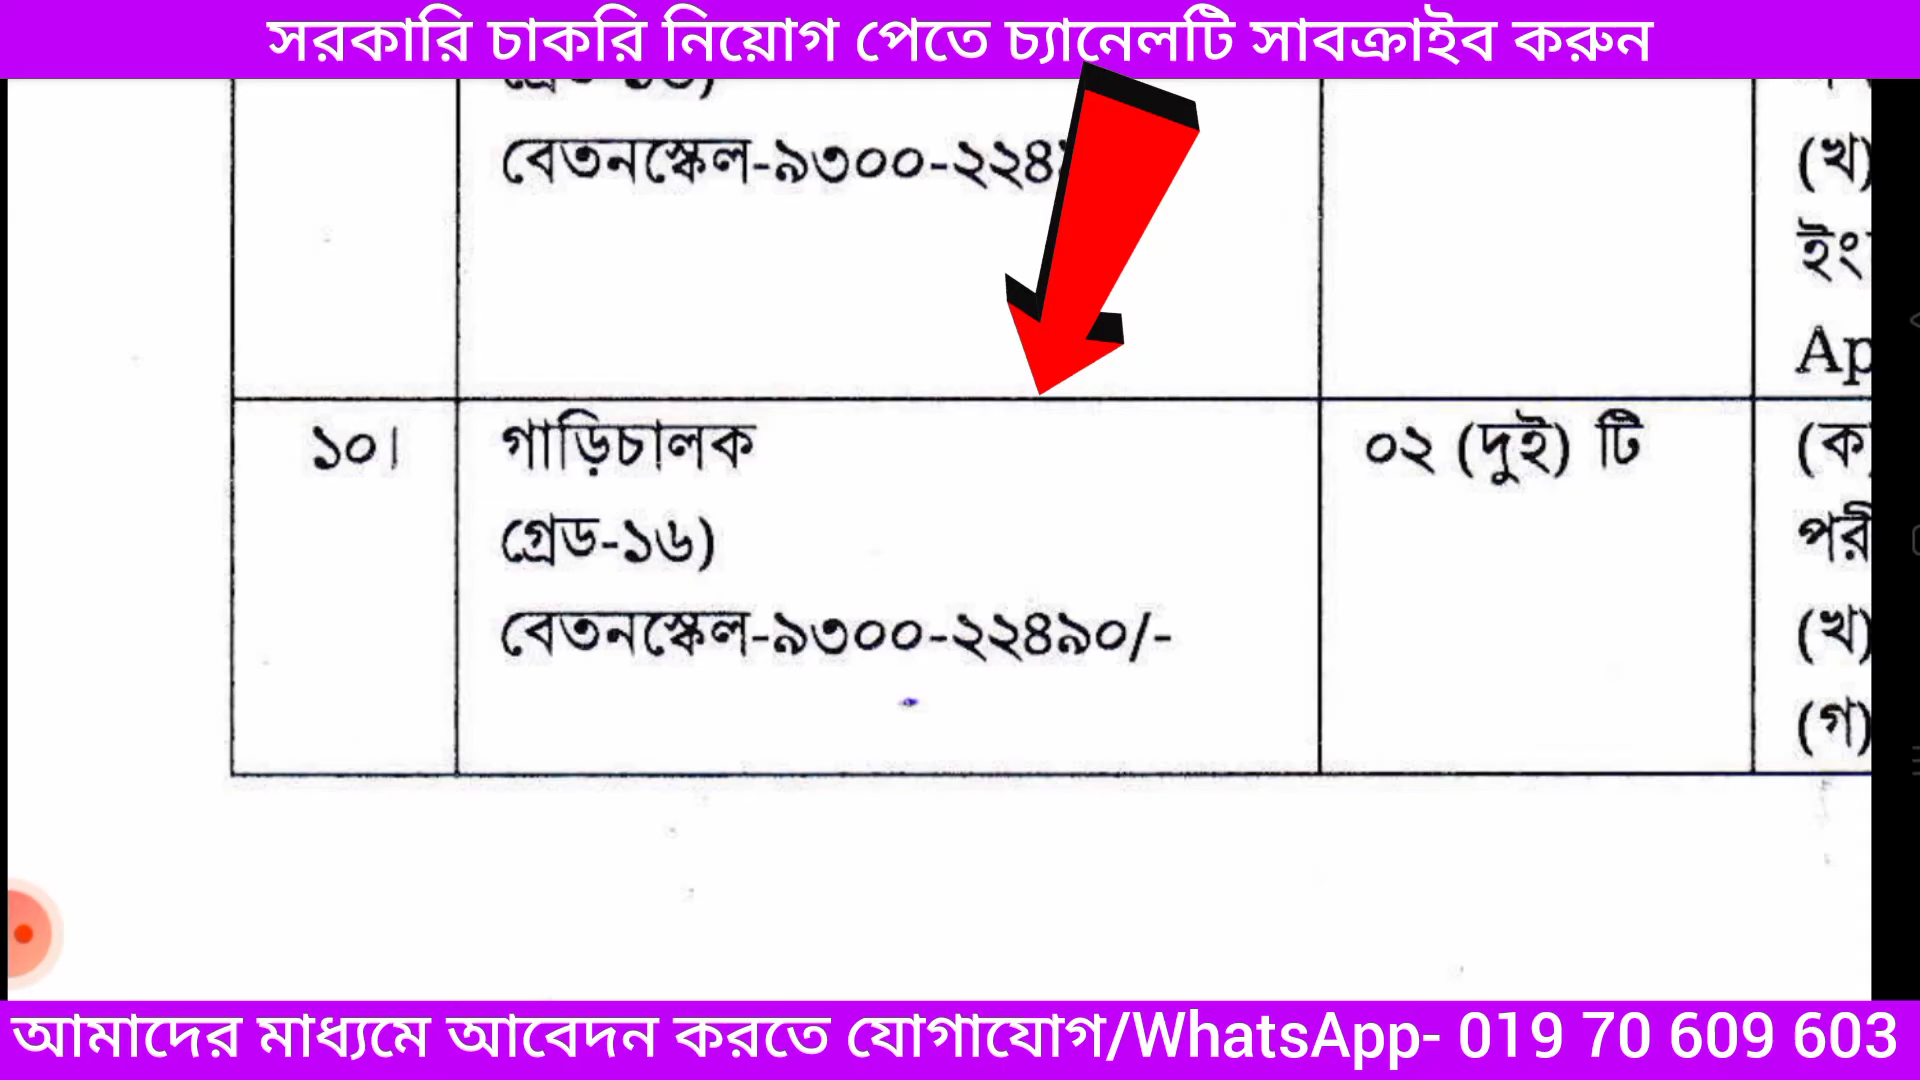 সরকারি চাকরি নিয়োগ পেতে চ্যানেলটি সাবক্রাইব করুন
বেতনস্কেল-৯৩০০-২২৪
(খ)
ইং
Ap
১০। গাড়িচালক ০২ (দুই) টি (ক)
গ্রেড-১৬) পরী
বেতনস্কেল-৯৩০০-২২৪৯০/- (খ)
(গ)
আমাদের মাধ্যমে আবেদন করতে যোগাযোগ/WhatsApp- 019 70 609 603